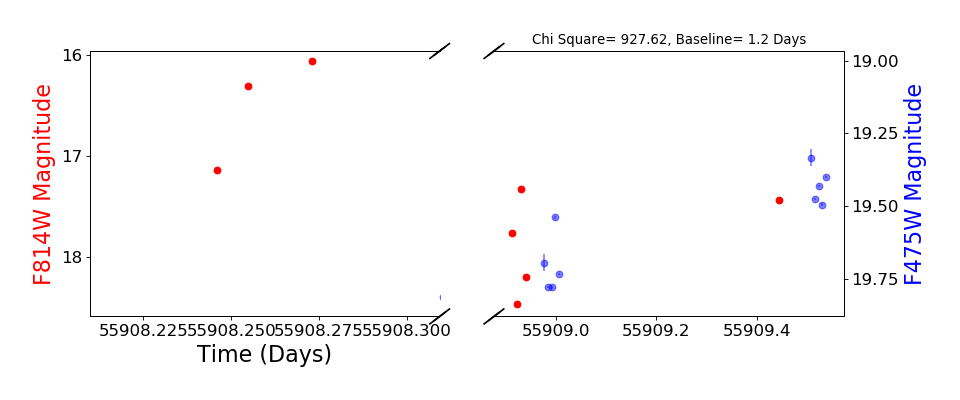 Chi Square= 927.62, Baseline= 1.2 Days
16
17
18
F814W Magnitude
19.00
19.25
19.50
19.75
F475W Magnitude
55908.225 55908.250 55908.275 55908.300 55909.0 55909.2 55909.4
Time (Days)